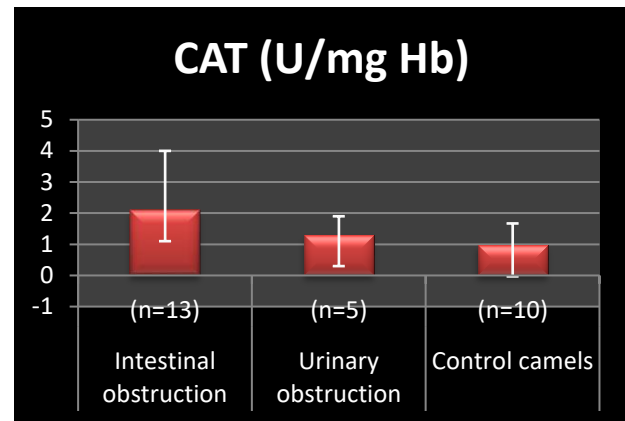 CAT (U/mg Hb)
5
4
3
2
1
0
-1
(n=13) (n=5) (n=10)
Intestinal obstruction
Urinary obstruction
Control camels